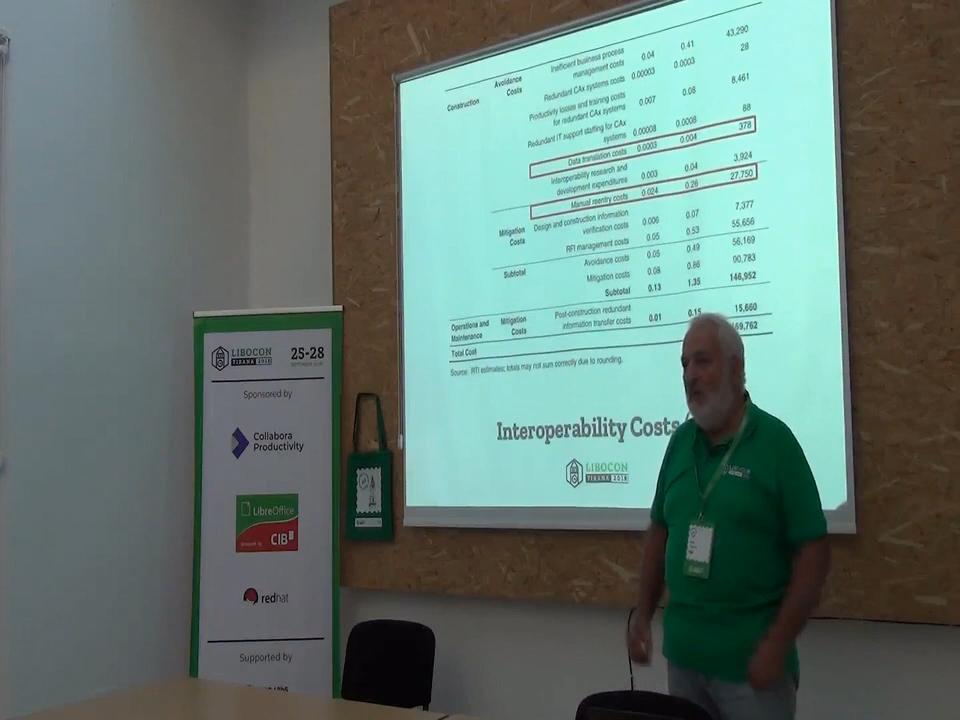 Construction
Avoidance
Costs
Inefficient business process
management costs 0.04 0.41 43,290
Redundant CAx systems costs 0.00003 0.0003 28
Productivity losses and training costs
for redundant CAx systems 0.007 0.08 8,461
Redundant IT support staffing for CAx
systems 0.00008 0.0008 88
Data translation costs 0.0003 0.004 378
Interoperability research and
development expenditures 0.003 0.04 3,924
Manual reentry costs 0.024 0.26 27,750
Mitigation
Costs
Design and construction information
verification costs 0.006 0.07 7,377
RFI management costs 0.05 0.53 55,656
Subtotal
Avoidance costs 0.05 0.49 56,169
Mitigation costs 0.08 0.86 00,783
Subtotal 0.13 1.35 146,952
Operations and
Maintenance
Mitigation
Costs
Post-construction redundant
information transfer costs 0.01 0.15 15,660
Total Cost 169,762
Source: RTI estimates; totals may not sum correctly due to rounding.
Interoperability Costs
LIBOCON
TIRANA 2018
LIBOCON
TIRANA 2018
25-28
Sponsored by
Collabora
Productivity
LibreOffice
CIB
redhat
Supported by